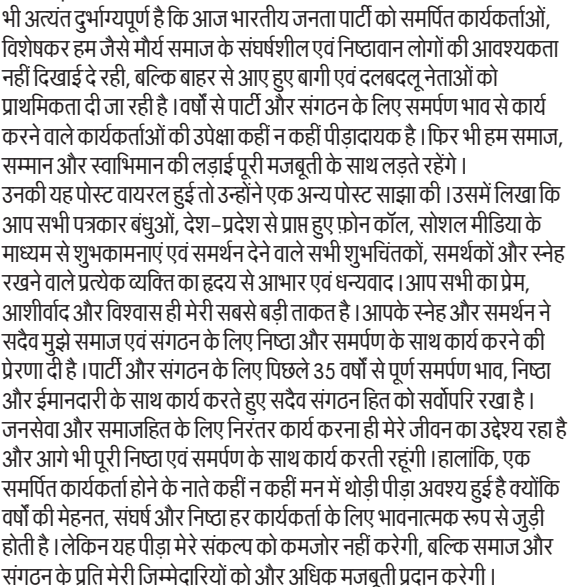 भी अत्यंत दुर्भाग्यपूर्ण है कि आज भारतीय जनता पार्टी को समर्पित कार्यकर्ताओं,
विशेषकर हम जैसे मौर्य समाज के संघर्षशील एवं निष्ठावान लोगों की आवश्यकता
नहीं दिखाई दे रही, बल्कि बाहर से आए हुए बागी एवं दलबदलू नेताओं को
प्राथमिकता दी जा रही है।वर्षों से पार्टी और संगठन के लिए समर्पण भाव से कार्य
करने वाले कार्यकर्ताओं की उपेक्षा कहीं न कहीं पीड़ादायक है।फिर भी हम समाज,
सम्मान और स्वाभिमान की लड़ाई पूरी मजबूती के साथ लड़ते रहेंगे।
उनकी यह पोस्ट वायरल हुई तो उन्होंने एक अन्य पोस्ट साझा की।उसमें लिखा कि
आप सभी पत्रकार बंधुओं, देश-प्रदेश से प्राप्त हुए फ़ोन कॉल, सोशल मीडिया के
माध्यम से शुभकामनाएं एवं समर्थन देने वाले सभी शुभचिंतकों, समर्थकों और स्नेह
रखने वाले प्रत्येक व्यक्ति का हृदय से आभार एवं धन्यवाद।आप सभी का प्रेम,
आशीर्वाद और विश्वास ही मेरी सबसे बड़ी ताकत है।आपके स्नेह और समर्थन ने
सदैव मुझे समाज एवं संगठन के लिए निष्ठा और समर्पण के साथ कार्य करने की
प्रेरणा दी है।पार्टी और संगठन के लिए पिछले 35 वर्षों से पूर्ण समर्पण भाव, निष्ठा
और ईमानदारी के साथ कार्य करते हुए सदैव संगठन हित को सर्वोपरि रखा है।
जनसेवा और समाजहित के लिए निरंतर कार्य करना ही मेरे जीवन का उद्देश्य रहा है
और आगे भी पूरी निष्ठा एवं समर्पण के साथ कार्य करती रहूंगी।हालांकि, एक
समर्पित कार्यकर्ता होने के नाते कहीं न कहीं मन में थोड़ी पीड़ा अवश्य हुई है क्योंकि
वर्षों की मेहनत, संघर्ष और निष्ठा हर कार्यकर्ता के लिए भावनात्मक रूप से जुड़ी
होती है।लेकिन यह पीड़ा मेरे संकल्प को कमजोर नहीं करेगी, बल्कि समाज और
संगठन के प्रति मेरी जिम्मेदारियों को और अधिक मजबूती प्रदान करेगी।